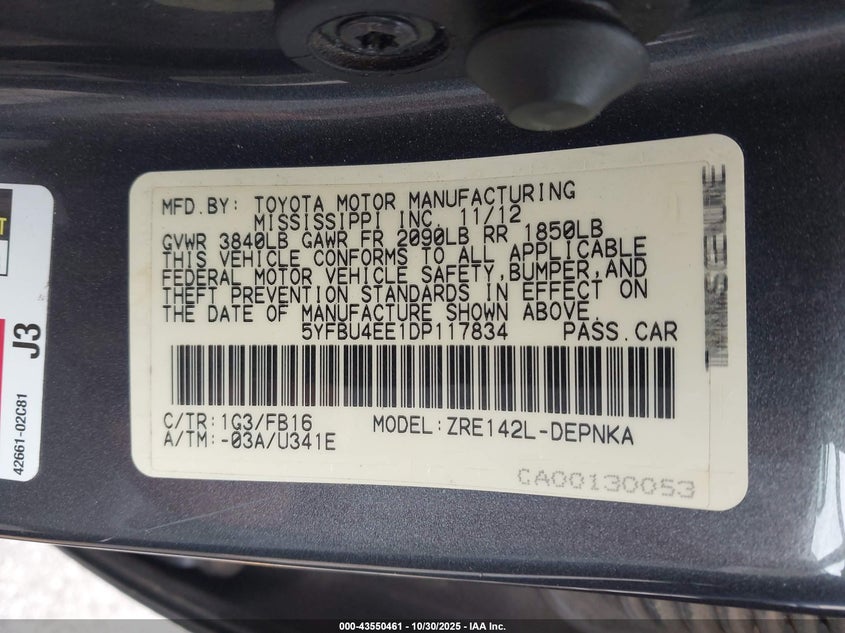 MFD.BY: TOYOTA MOTOR MANUFACTURING
MISSISSIPPI INC. 11/12
GVWR 3840LB GAWR FR 2090LB RR 1850LB
THIS VEHICLE CONFORMS TO ALL APPLICABLE
FEDERAL MOTOR VEHICLE SAFETY,BUMPER,AND
THEFT PREVENTION STANDARDS IN EFFECT ON
THE DATE OF MANUFACTURE SHOWN ABOVE.
5YFBU4EE1DP117834 PASS.CAR
C/TR:1G3/FB16 MODEL:ZRE142L-DEPNKA
A/TM:-03A/U341E
CA00130053
J3
42661-02C81
000-43550461 - 10/30/2025 - IAA Inc.